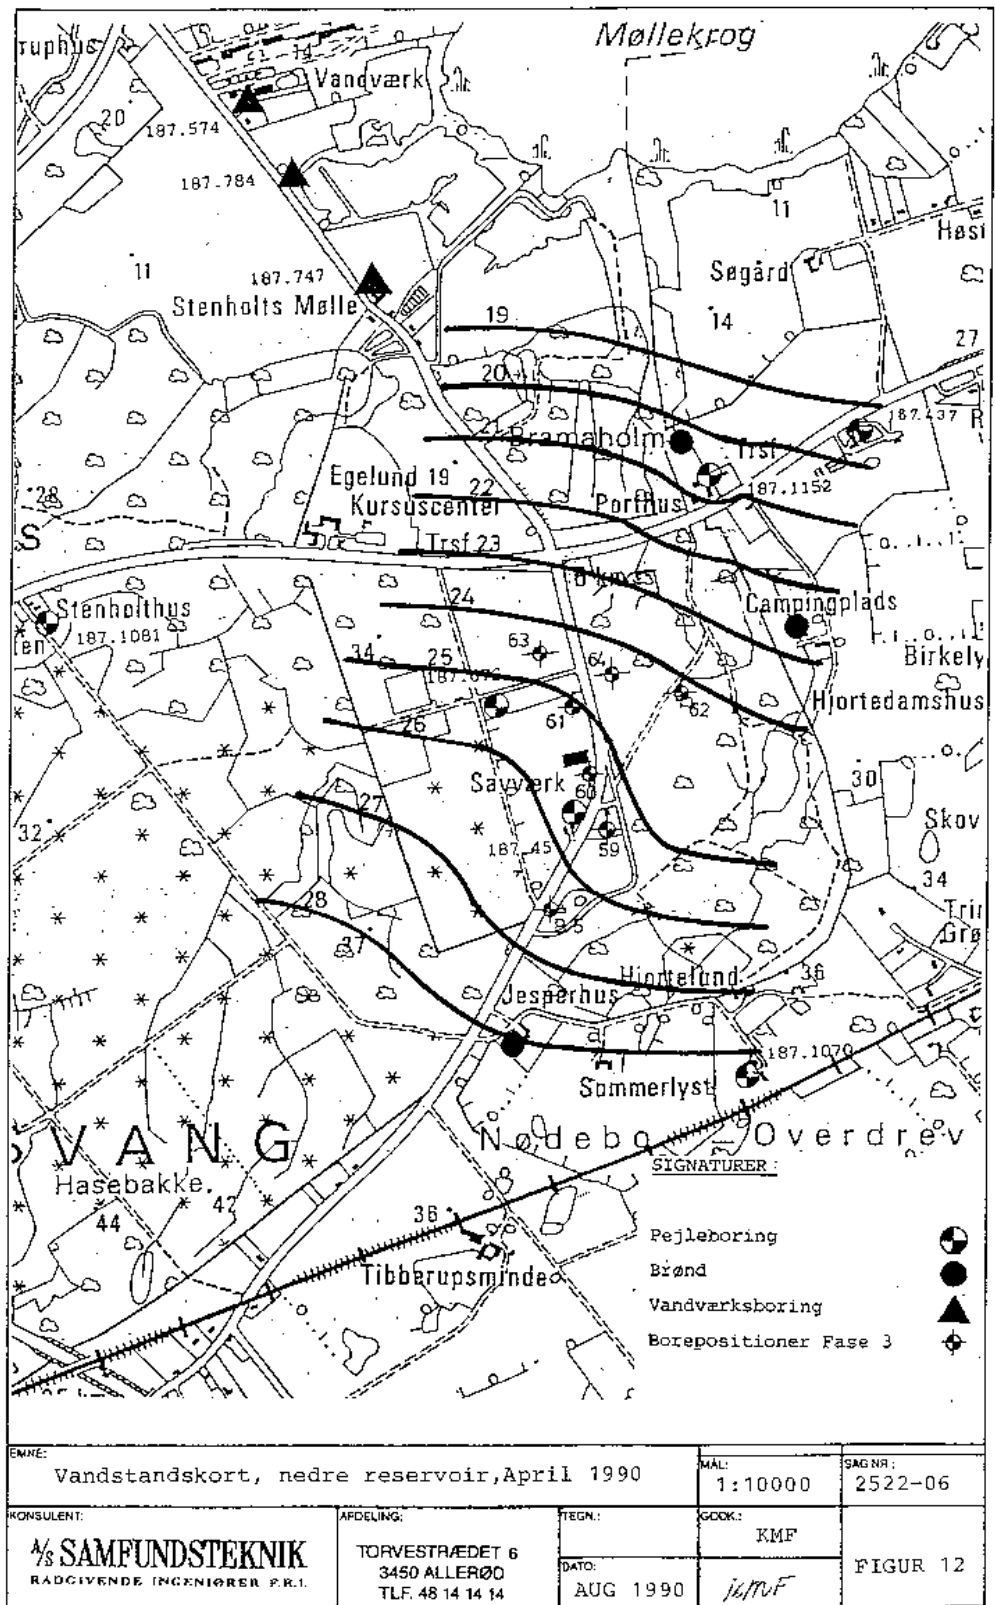 Møllekrog
Vandværk
20
187.574
187.784
11
Høst
11
187.747
Søgård
Stenholts Mølle
19
14
27
20
187.437
R
21
Bramaholm
Trsf
Egelund 19
28
22
187.1152
Kursuscenter
Porthus
S
Trsf 23
24
Campingplads
Stenholthus
187.1081
ten
63
Birkely
34
25
64
62
Hjortedamshus
61
26
30
Savværk
60
27
32
Skov
187.45
59
34
28
37
36
Hjortelund
Jesperhus
187.1070
Sommerlyst
VANG
Nødebo Overdrev
SIGNATURER:
Hasebakke.
44
42
36
Pejleboring
Tibberupsminde
Brønd
Vandværksboring
Borepositioner Fase 3
EMNE:
Vandstandskort, nedre reservoir,April 1990
MÅL:
1:10000
SAG NR.:
2522-06
KONSULENT:
A/S SAMFUNDSTEKNIK
RÅDGIVENDE INGENIØRER F.R.I.
AFDELING:
TORVESTRÆDET 6
3450 ALLERØD
TLF. 48 14 14 14
TEGN.:
GODK.:
KMF
DATO:
AUG 1990
FIGUR 12